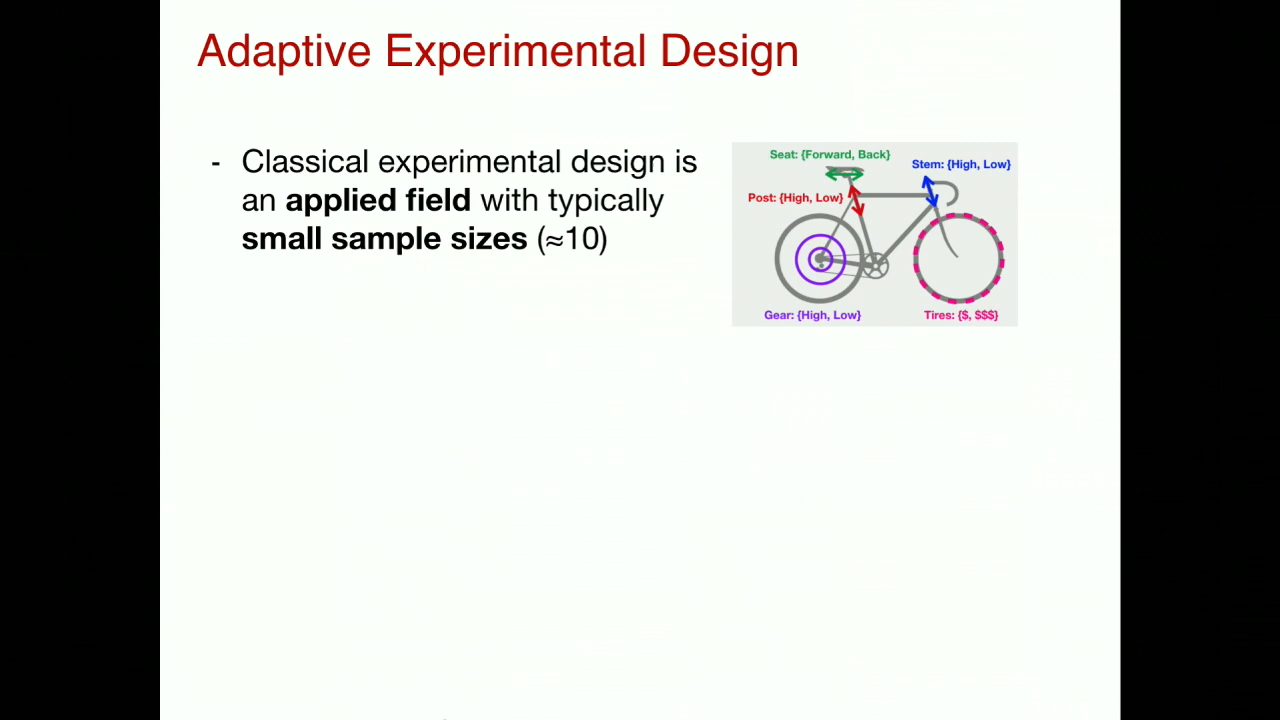 Adaptive Experimental Design
- Classical experimental design is
an applied field with typically
small sample sizes (≈10)
Seat: {Forward, Back}
Stem: {High, Low}
Post: {High, Low}
Gear: {High, Low}
Tires: {$, $$$}